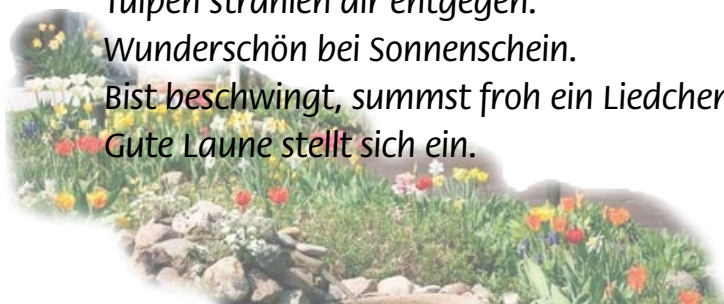 Tulpen strahlen dir entgegen.
Wunderschön bei Sonnenschein.
Bist beschwingt, summst froh ein Liedchen
Gute Laune stellt sich ein.